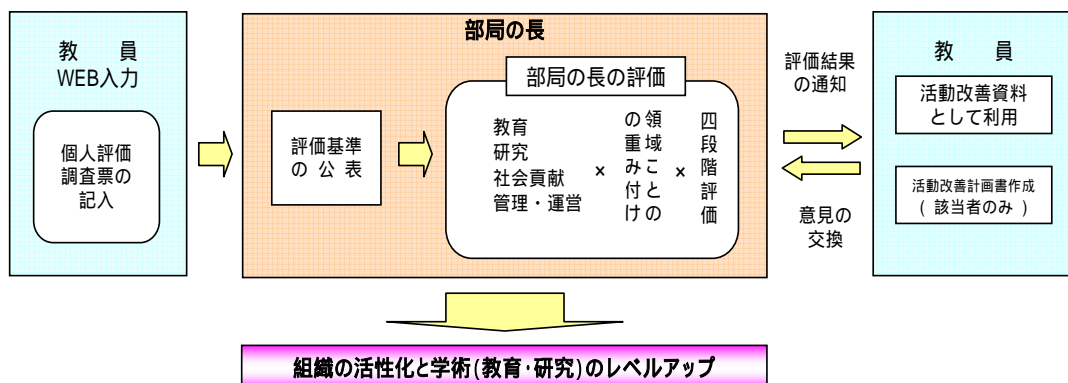 教　員
WEB入力
個人評価
調査票の
記入
部局の長
評価基準
の 公 表
部局の長の評価
教育
研究
社会貢献
管理・運営
×
領域ことの
の重み付け
×
四段階評価
評価結果
の通知
意見の
交換
教　員
活動改善資料
として利用
活動改善計画書作成
( 該当者のみ )
組織の活性化と学術(教育･研究)のレベルアップ